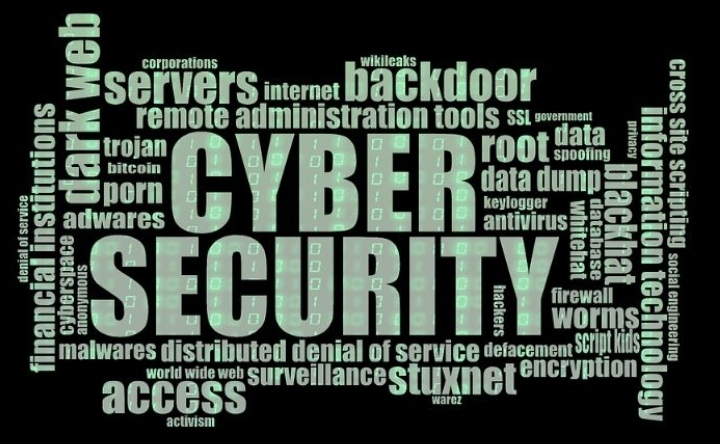 dark web
corporations
wikileaks
servers
internet
backdoor
remote administration tools
SSL
government
trojan
bitcoin
porn
adwares
CYBER
root
data
spoofing
data dump
keylogger
antivirus
denial of service
financial institutions
cyberspace
anonymous
SECURITY
privacy
blackhat
database
whitehat
cross site scripting
information technology
social engineering
hackers
firewall
worms
script kids
malwares
distributed denial of service
defacement
encryption
world wide web
surveillance
stuxnet
access
warez
activism